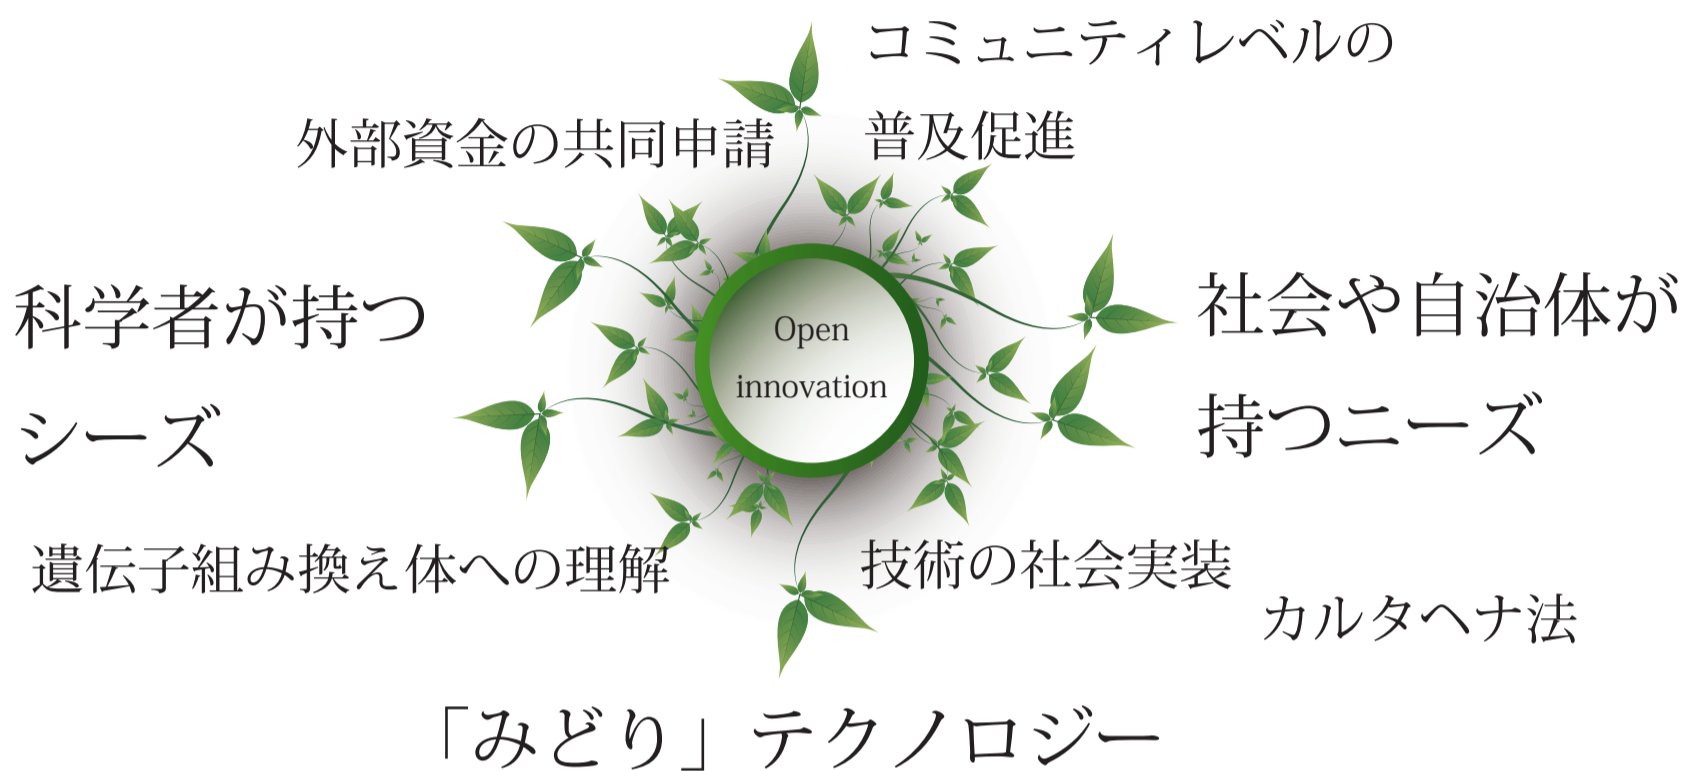 コミュニティレベルの
普及促進
外部資金の共同申請
科学者が持つ
シーズ
Open
innovation
社会や自治体が
持つニーズ
遺伝子組み換え体への理解
技術の社会実装
カルタヘナ法
「みどり」テクノロジー